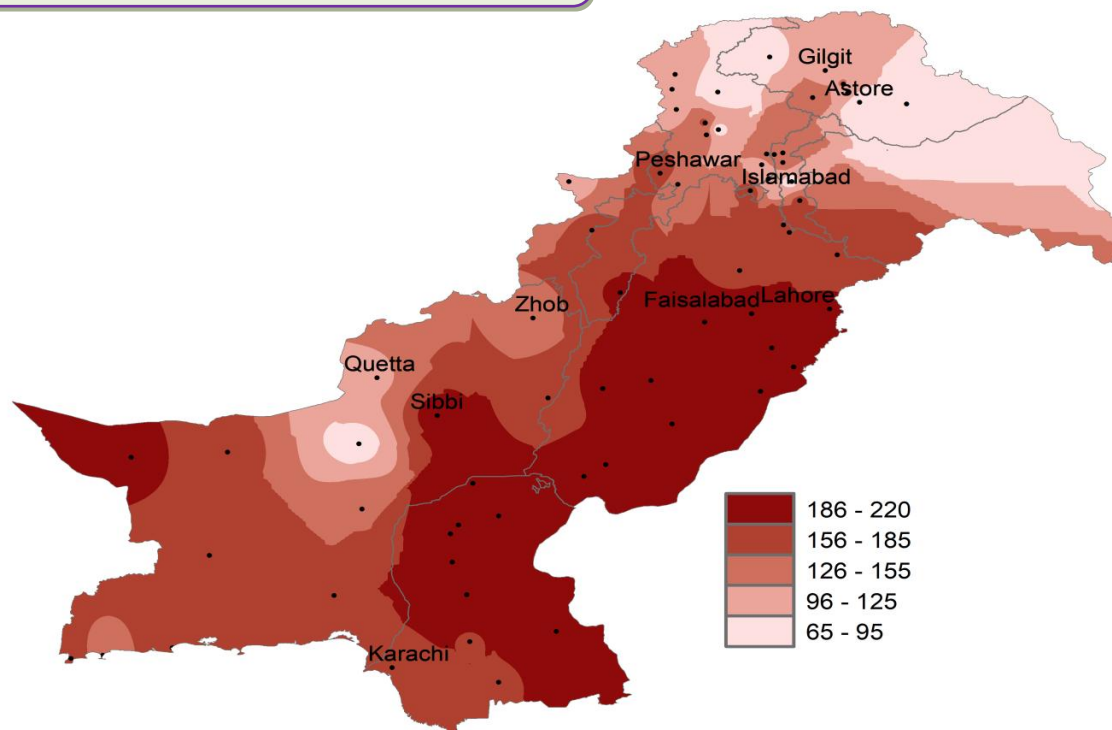 Gilgit
Astore
Peshawar
Islamabad
Zhob
Faisalabad
Lahore
Quetta
Sibbi
Karachi
186 - 220
156 - 185
126 - 155
96 - 125
65 - 95